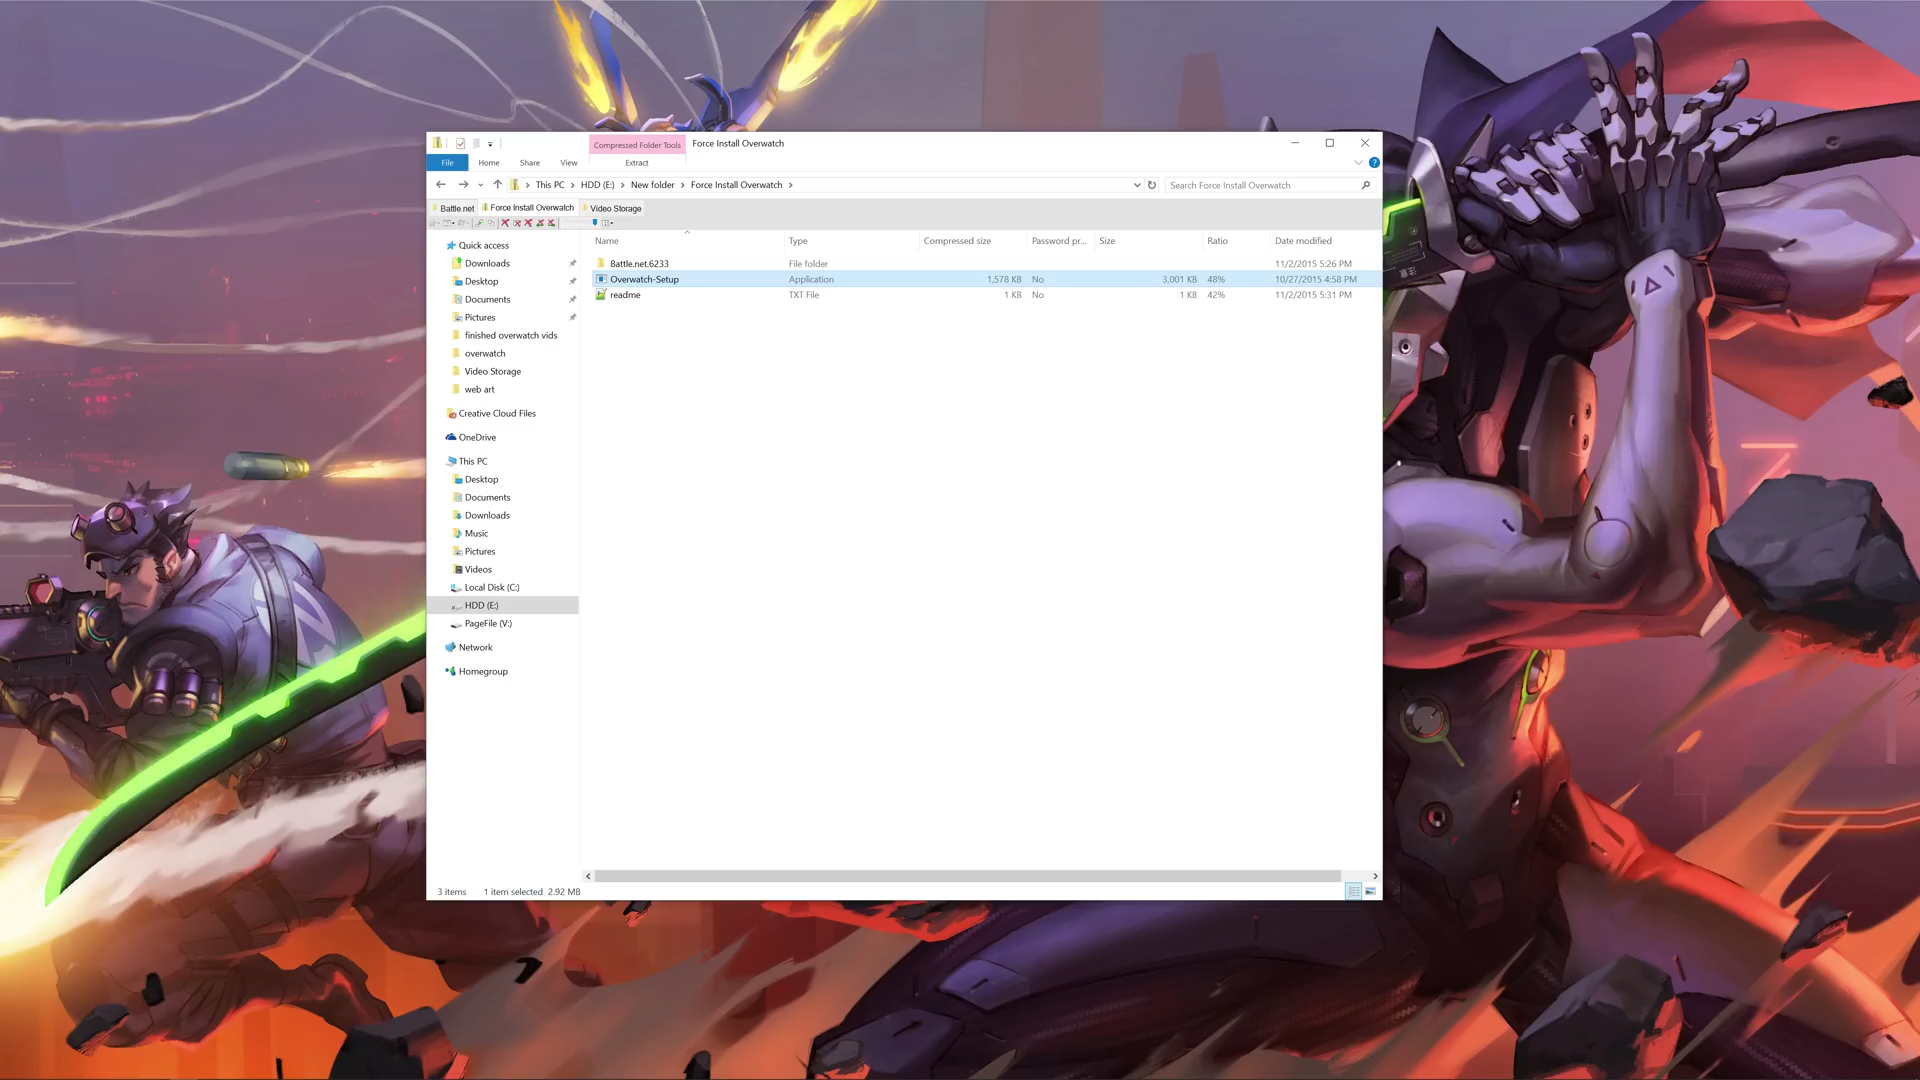 Compressed Folder Tools
Force Install Overwatch
File
Home
Share
View
Extract
This PC
HDD (E:)
New folder
Force Install Overwatch
Search Force Install Overwatch
Battle.net
Force Install Overwatch
Video Storage
Name
Type
Compressed size
Password pr...
Size
Ratio
Date modified
Battle.net.6233 File folder 11/2/2015 5:26 PM
Overwatch-Setup Application 1,578 KB No 3,001 KB 48% 10/27/2015 4:58 PM
readme TXT File 1 KB No 1 KB 42% 11/2/2015 5:31 PM
Quick access
Downloads
Desktop
Documents
Pictures
finished overwatch vids
overwatch
Video Storage
web art
Creative Cloud Files
OneDrive
This PC
Desktop
Documents
Downloads
Music
Pictures
Videos
Local Disk (C:)
HDD (E:)
PageFile (V:)
Network
Homegroup
3 items
1 item selected 2.92 MB